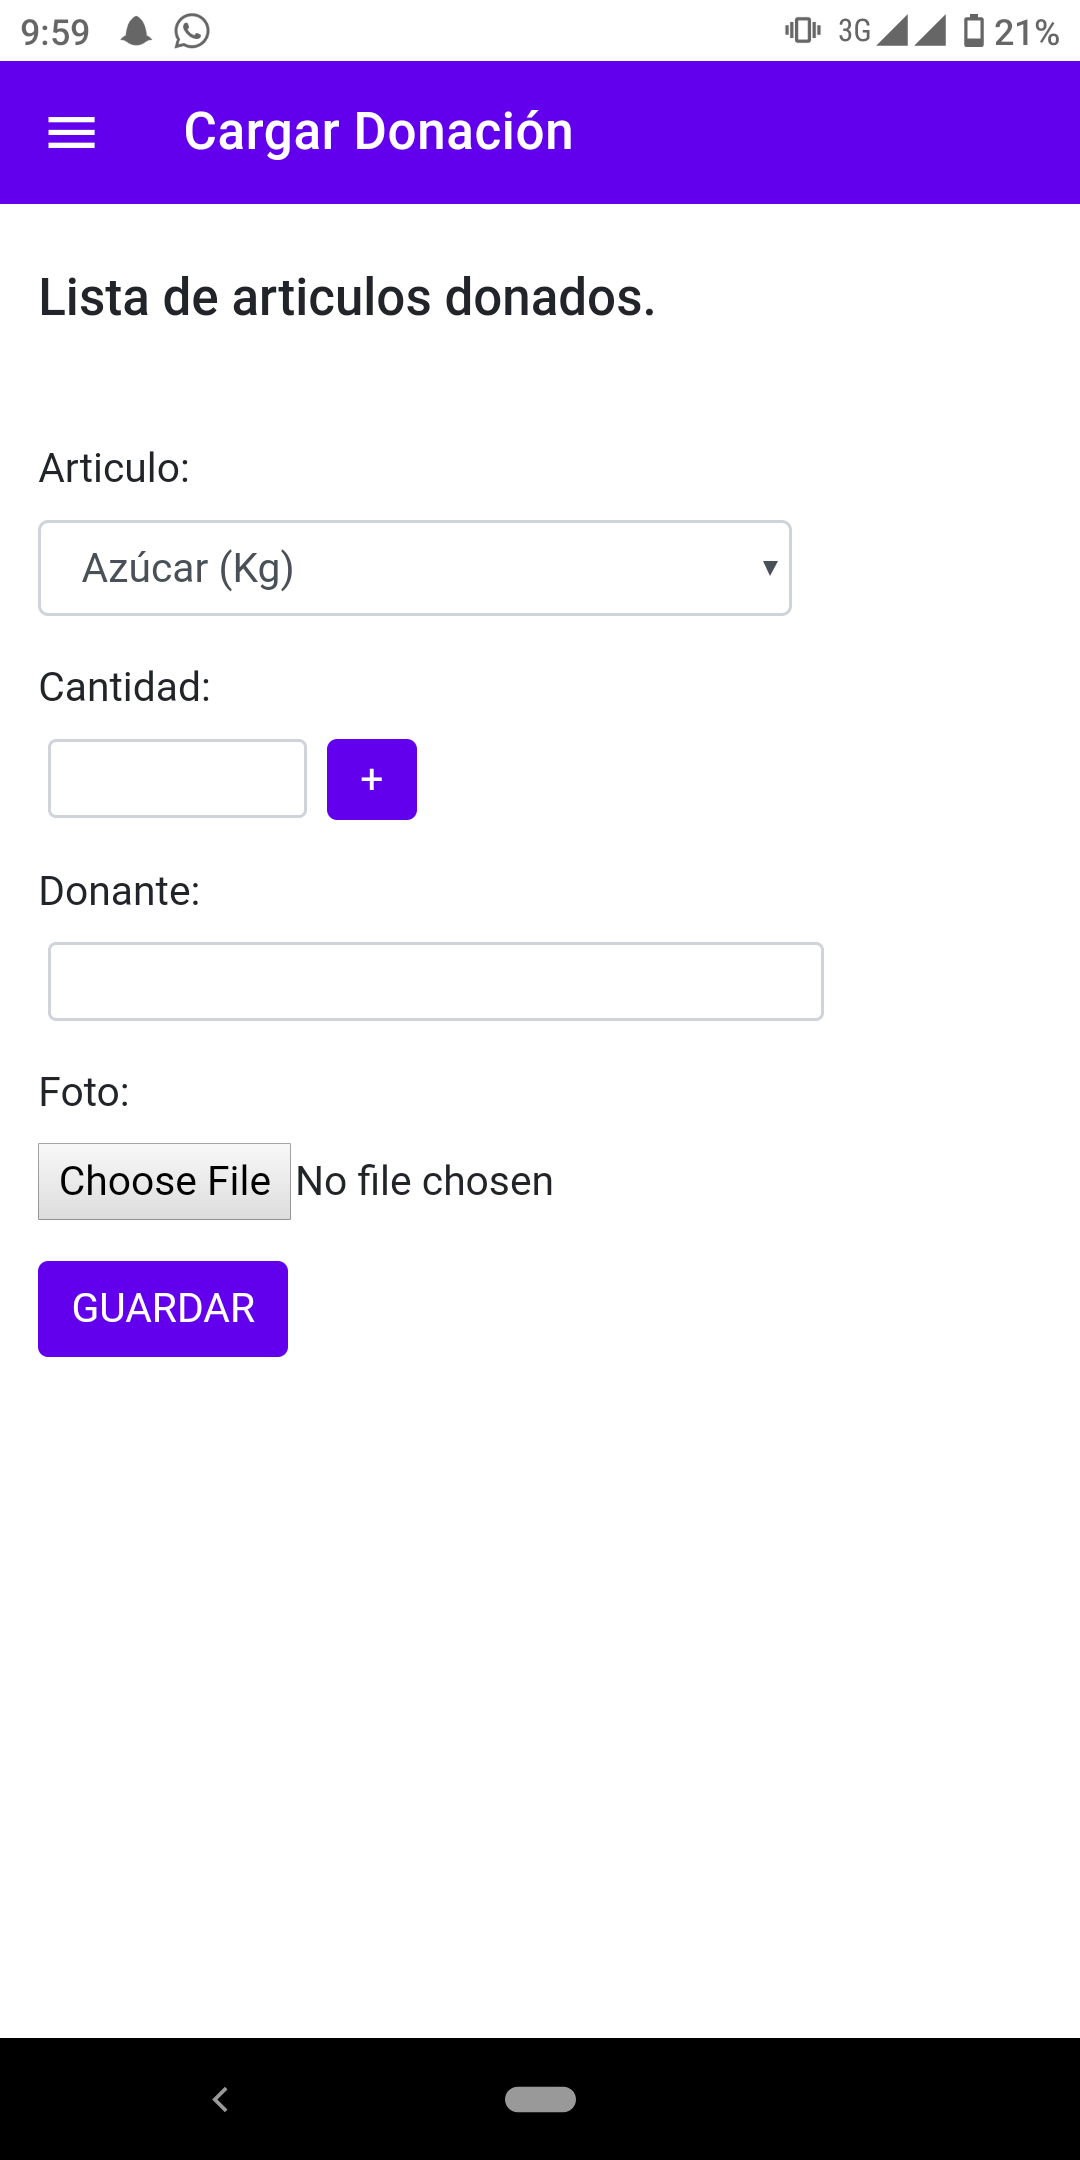 9:59 3G 21%
Cargar Donación
Lista de articulos donados.
Articulo:
Azúcar (Kg)
Cantidad:
+
Donante:
Foto:
Choose File No file chosen
GUARDAR